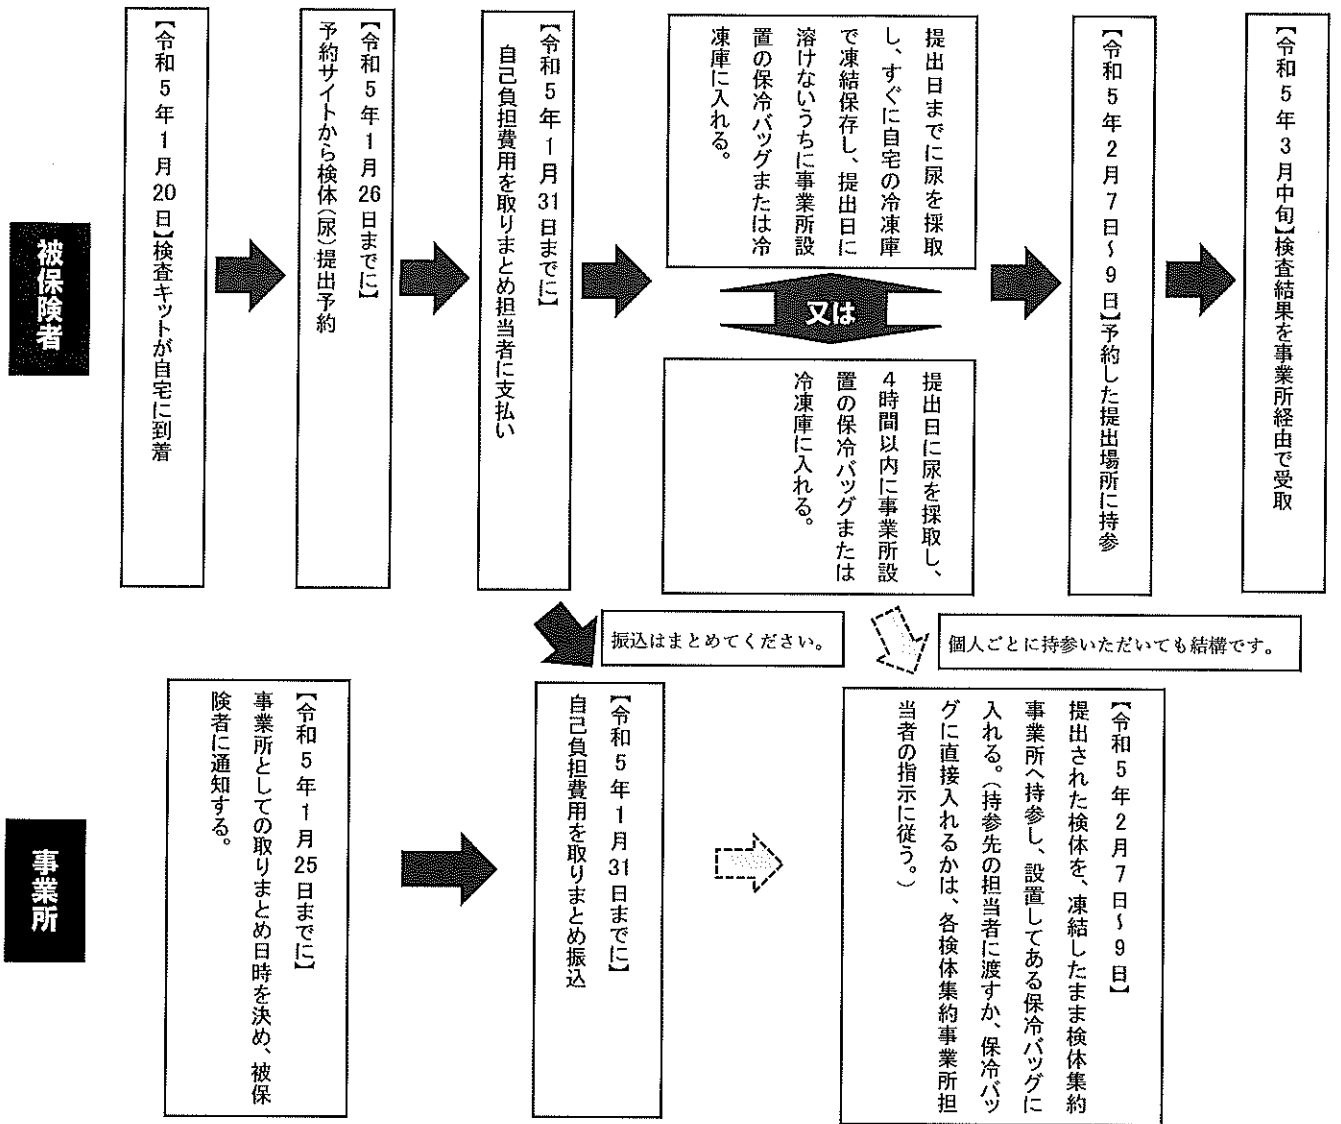 被保険者
【令和5年1月20日】検査キットが自宅に到着
【令和5年1月26日までに】
予約サイトから検体(尿)提出予約
【令和5年1月31日までに】
自己負担費用を取りまとめ担当者に支払い
提出日までに尿を採取
し、すぐに自宅の冷凍庫
で凍結保存し、提出日に
溶けないうちに事業所設
置の保冷バッグまたは冷
凍庫に入れる。
又は
提出日に尿を採取し、
4時間以内に事業所設
置の保冷バッグまたは
冷凍庫に入れる。
【令和5年2月7日~9日】予約した提出場所に持参
【令和5年3月中旬】検査結果を事業所経由で受取
振込はまとめてください。
個人ごとに持参いただいても結構です。
事業所
【令和5年1月25日までに】
事業所としての取りまとめ日時を決め、被保
険者に通知する。
【令和5年1月31日までに】
自己負担費用を取りまとめ振込
【令和5年2月7日~9日】
提出された検体を、凍結したまま検体集約
事業所へ持参し、設置してある保冷バッグに
入れる。(持参先の担当者に渡すか、保冷バッ
グに直接入れるかは、各検体集約事業所担
当者の指示に従う。)